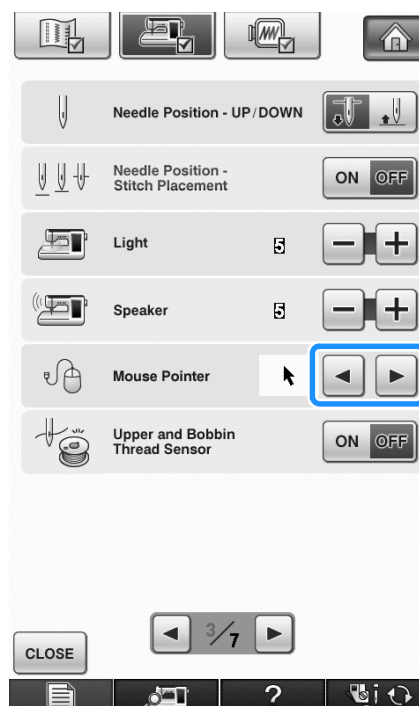 Needle Position - UP/DOWN
Needle Position -
Stitch Placement
ON OFF
Light
5
Speaker
5
Mouse Pointer
Upper and Bobbin
Thread Sensor
ON OFF
3/7
CLOSE
?
i